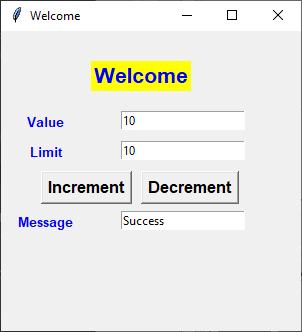 Welcome
Welcome
Value 10
Limit 10
Increment Decrement
Message Success